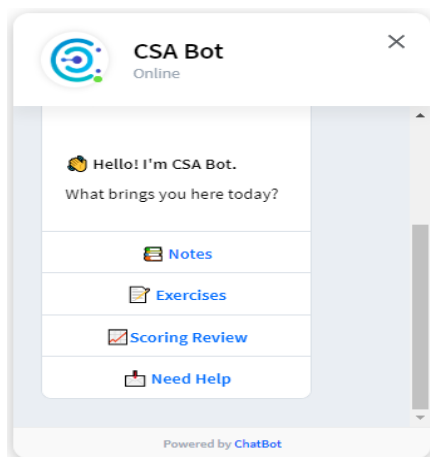 CSA Bot
Online
👏 Hello! I'm CSA Bot.
What brings you here today?
📚 Notes
📝 Exercises
📈Scoring Review
📩 Need Help
Powered by ChatBot